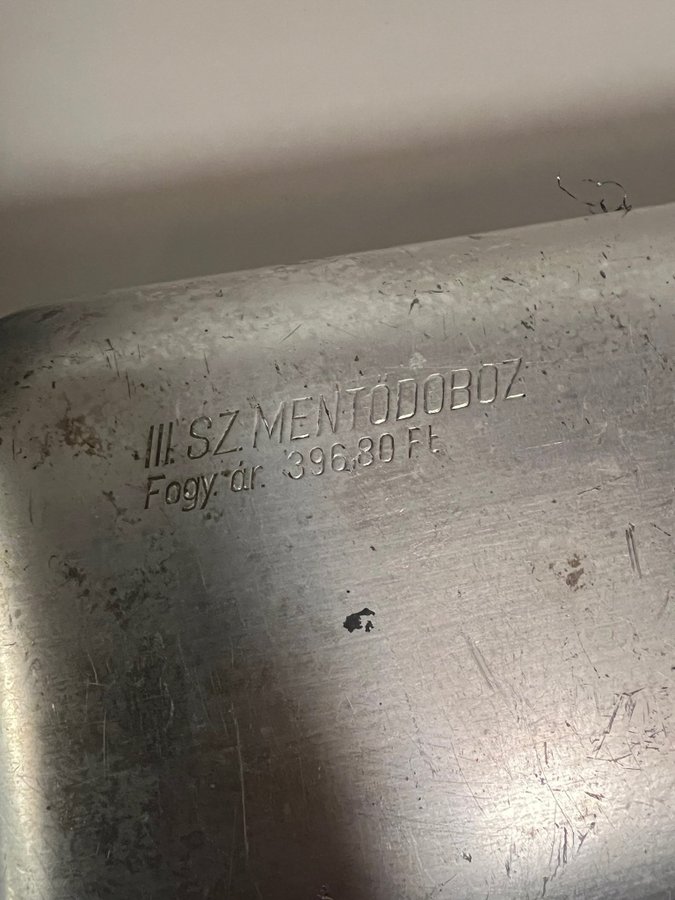 III. SZ. MENTŐDOBOZ
Fogy. ár. 396,80 Ft